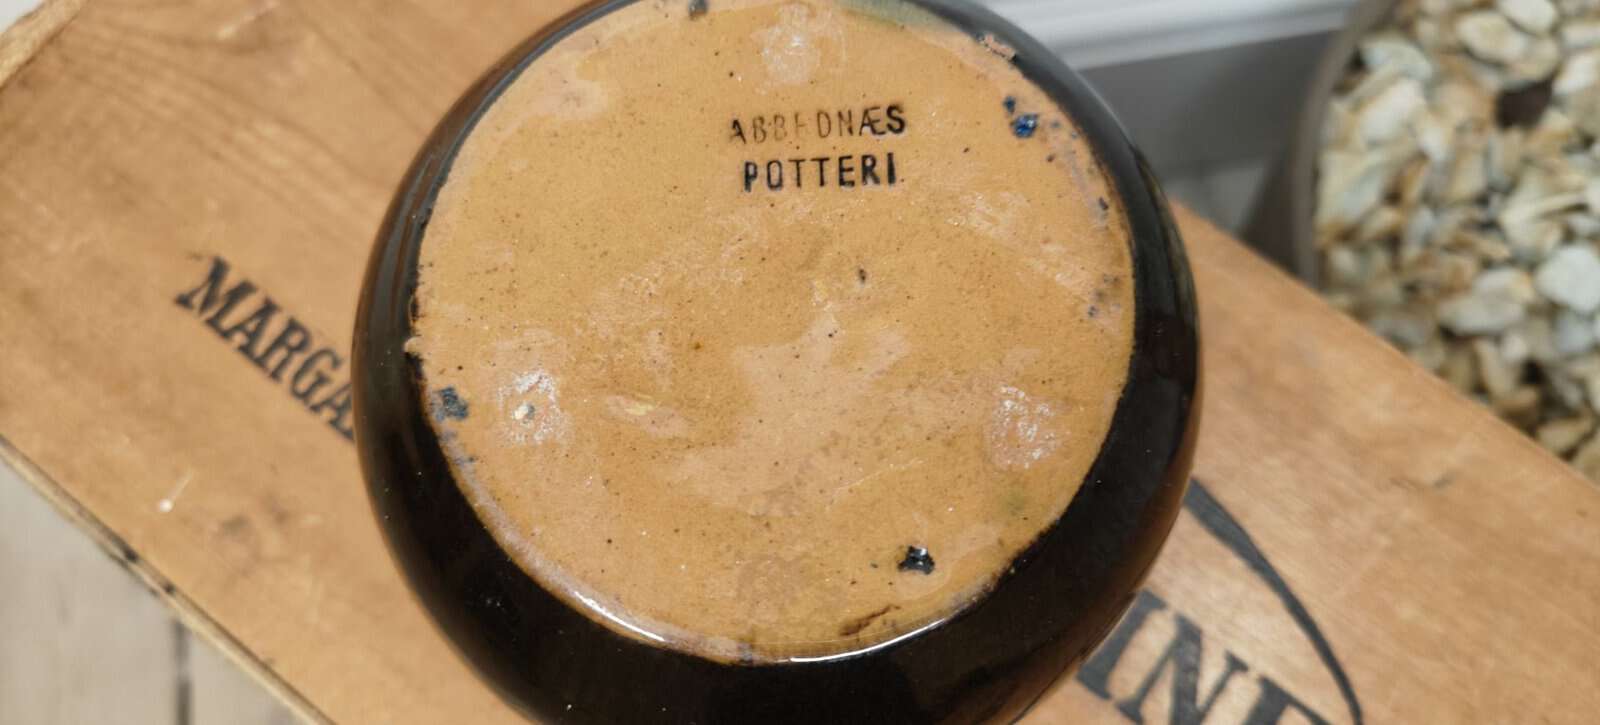 ABBEDNÆS
POTTERI
MARGA
INE